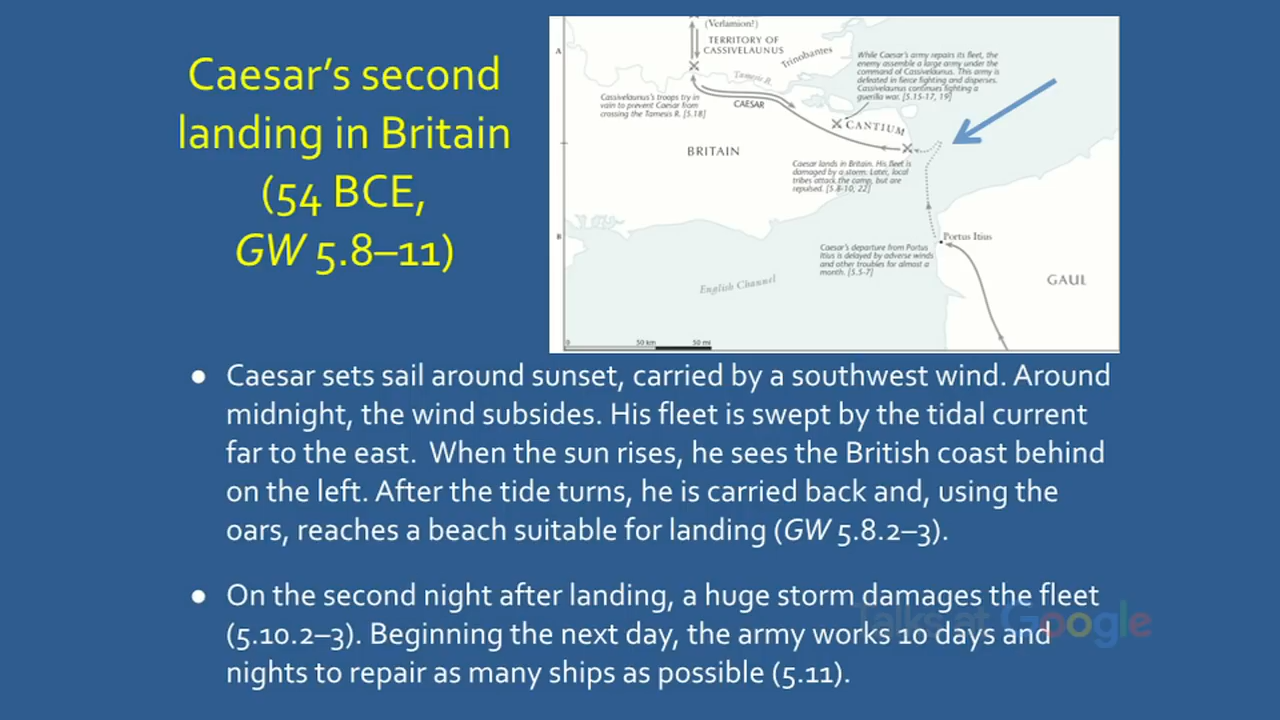 Caesar's second
landing in Britain
(54 BCE,
GW 5.8–11)
(Verlamion!)
A
TERRITORY OF
CASSIVELAUNUS
Trinobantes
Tamesis R.
While Caesar's army repairs its fleet, the
enemy assemble a large army under the
command of Cassivelaunus. This army is
defeated in fierce fighting and disperses.
Cassivelaunus continues fighting a
guerilla war. [5.15-17, 19]
Cassivelaunus's troops try in
vain to prevent Caesar from
crossing the Tamesis R. [5.18]
CAESAR
CANTIUM
BRITAIN
Caesar lands in Britain. His fleet is
damaged by a storm. Later, local
tribes attack the camp, but are
repulsed. [5.8-10, 22]
B
Portus Itius
Caesar's departure from Portus
Itius is delayed by adverse winds
and other troubles for almost a
month. [5.5-7]
GAUL
English Channel
0 50 km 50 mi
● Caesar sets sail around sunset, carried by a southwest wind. Around
midnight, the wind subsides. His fleet is swept by the tidal current
far to the east. When the sun rises, he sees the British coast behind
on the left. After the tide turns, he is carried back and, using the
oars, reaches a beach suitable for landing (GW 5.8.2–3).
● On the second night after landing, a huge storm damages the fleet
(5.10.2–3). Beginning the next day, the army works 10 days and
nights to repair as many ships as possible (5.11).
Talks at Google